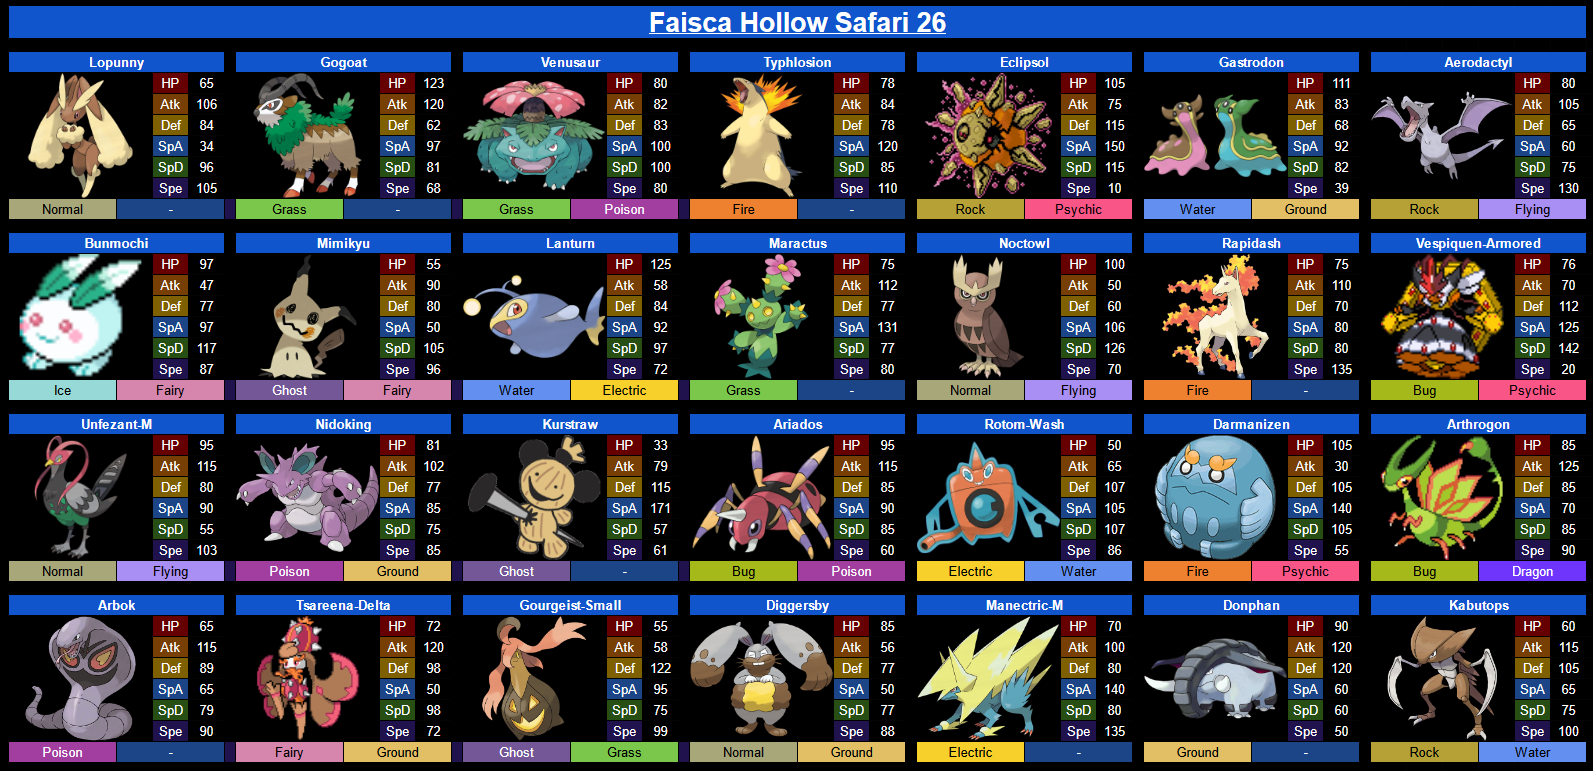 Faisca Hollow Safari 26
Lopunny Gogoat Venusaur Typhlosion Eclipsol Gastrodon Aerodactyl
HP 65 HP 123 HP 80 HP 78 HP 105 HP 111 HP 80
Atk 106 Atk 120 Atk 82 Atk 84 Atk 75 Atk 83 Atk 105
Def 84 Def 62 Def 83 Def 78 Def 115 Def 68 Def 65
SpA 34 SpA 97 SpA 100 SpA 120 SpA 150 SpA 92 SpA 60
SpD 96 SpD 81 SpD 100 SpD 85 SpD 115 SpD 82 SpD 75
Spe 105 Spe 68 Spe 80 Spe 110 Spe 10 Spe 39 Spe 130
Normal - Grass - Grass Poison Fire - Rock Psychic Water Ground Rock Flying
Bunmochi Mimikyu Lanturn Maractus Noctowl Rapidash Vespiquen-Armored
HP 97 HP 55 HP 125 HP 75 HP 100 HP 75 HP 76
Atk 47 Atk 90 Atk 58 Atk 112 Atk 50 Atk 110 Atk 70
Def 77 Def 80 Def 84 Def 77 Def 60 Def 70 Def 112
SpA 97 SpA 50 SpA 92 SpA 131 SpA 106 SpA 80 SpA 125
SpD 117 SpD 105 SpD 97 SpD 77 SpD 126 SpD 80 SpD 142
Spe 87 Spe 96 Spe 72 Spe 80 Spe 70 Spe 135 Spe 20
Ice Fairy Ghost Fairy Water Electric Grass - Normal Flying Fire - Bug Psychic
Unfezant-M Nidoking Kurstraw Ariados Rotom-Wash Darmanizen Arthrogon
HP 95 HP 81 HP 33 HP 95 HP 50 HP 105 HP 85
Atk 115 Atk 102 Atk 79 Atk 115 Atk 65 Atk 30 Atk 125
Def 80 Def 77 Def 115 Def 85 Def 107 Def 105 Def 85
SpA 90 SpA 85 SpA 171 SpA 90 SpA 105 SpA 140 SpA 70
SpD 55 SpD 75 SpD 57 SpD 85 SpD 107 SpD 105 SpD 85
Spe 103 Spe 85 Spe 61 Spe 60 Spe 86 Spe 55 Spe 90
Normal Flying Poison Ground Ghost - Bug Poison Electric Water Fire Psychic Bug Dragon
Arbok Tsareena-Delta Gourgeist-Small Diggersby Manectric-M Donphan Kabutops
HP 65 HP 72 HP 55 HP 85 HP 70 HP 90 HP 60
Atk 115 Atk 120 Atk 58 Atk 56 Atk 100 Atk 120 Atk 115
Def 89 Def 98 Def 122 Def 77 Def 80 Def 120 Def 105
SpA 65 SpA 50 SpA 95 SpA 50 SpA 140 SpA 60 SpA 65
SpD 79 SpD 98 SpD 75 SpD 77 SpD 80 SpD 60 SpD 75
Spe 90 Spe 72 Spe 99 Spe 88 Spe 135 Spe 50 Spe 100
Poison - Fairy Ground Ghost Grass Normal Ground Electric - Ground - Rock Water